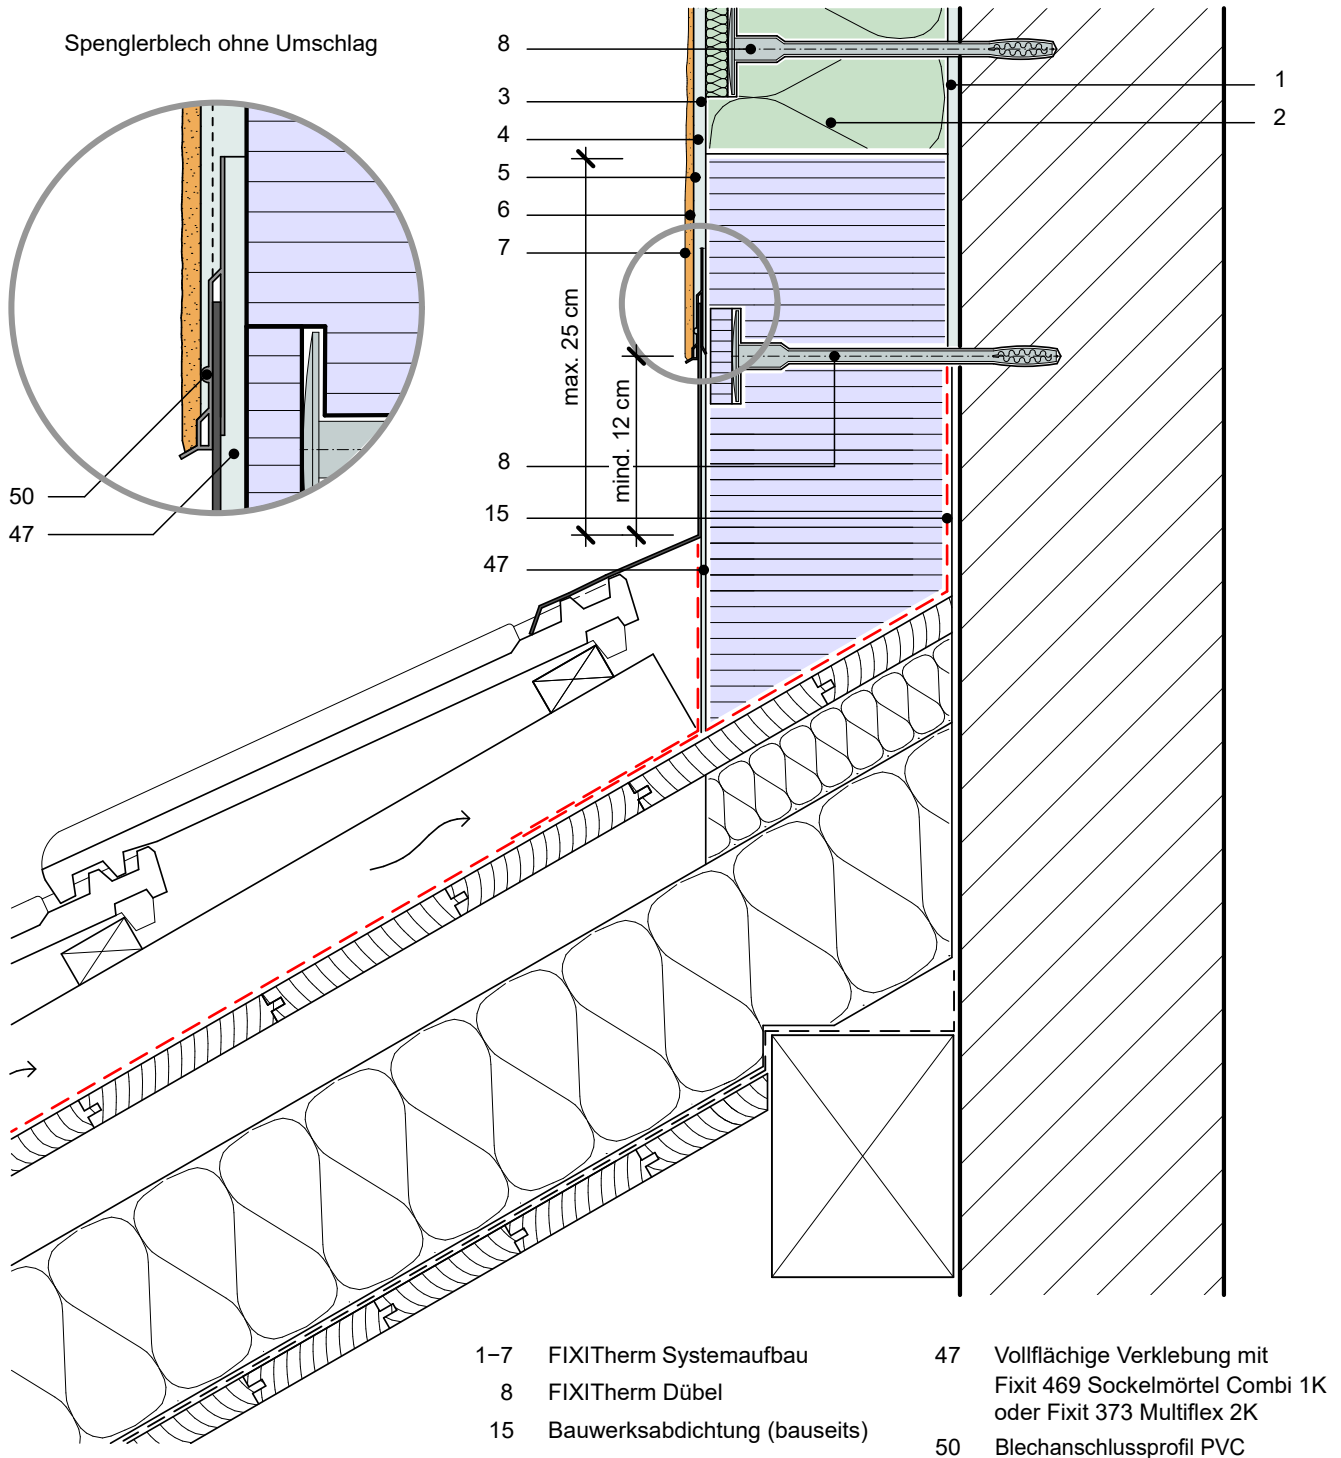 Spenglerblech ohne Umschlag
8
3
4
5
6
7
1
2
max. 25 cm
mind. 12 cm
8
15
47
50
47
1–7 FIXITherm Systemaufbau
8 FIXITherm Dübel
15 Bauwerksabdichtung (bauseits)
47 Vollflächige Verklebung mit
Fixit 469 Sockelmörtel Combi 1K
oder Fixit 373 Multiflex 2K
50 Blechanschlussprofil PVC